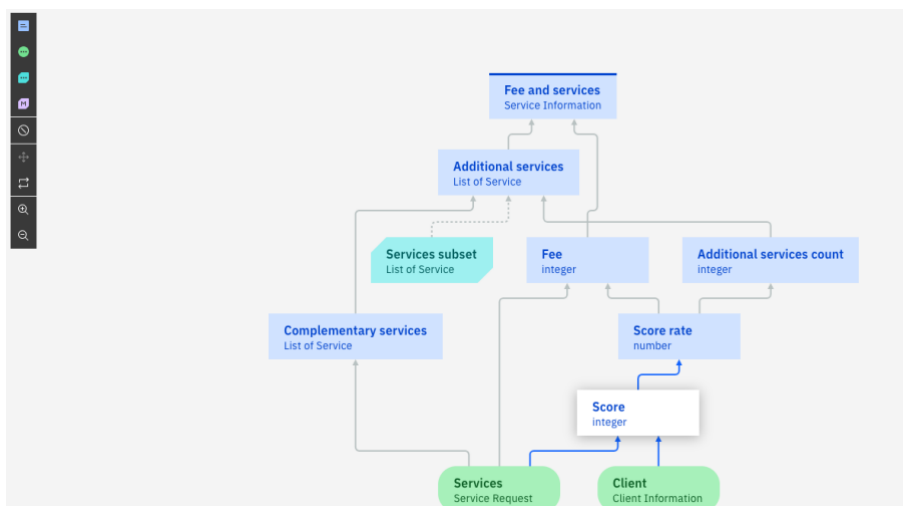 Fee and services
Service Information
Additional services
List of Service
Services subset
List of Service
Fee
integer
Additional services count
integer
Complementary services
List of Service
Score rate
number
Score
integer
Services
Service Request
Client
Client Information